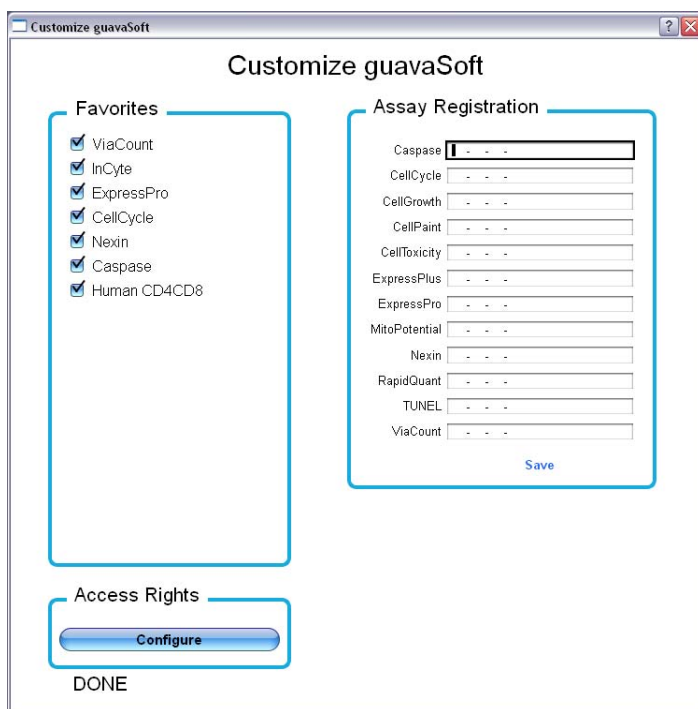 Customize guavaSoft
Customize guavaSoft
Favorites
ViaCount
InCyte
ExpressPro
CellCycle
Nexin
Caspase
Human CD4CD8
Access Rights
Configure
DONE
Assay Registration
Caspase - - -
CellCycle - - -
CellGrowth - - -
CellPaint - - -
CellToxicity - - -
ExpressPlus - - -
ExpressPro - - -
MitoPotential - - -
Nexin - - -
RapidQuant - - -
TUNEL - - -
ViaCount - - -
Save